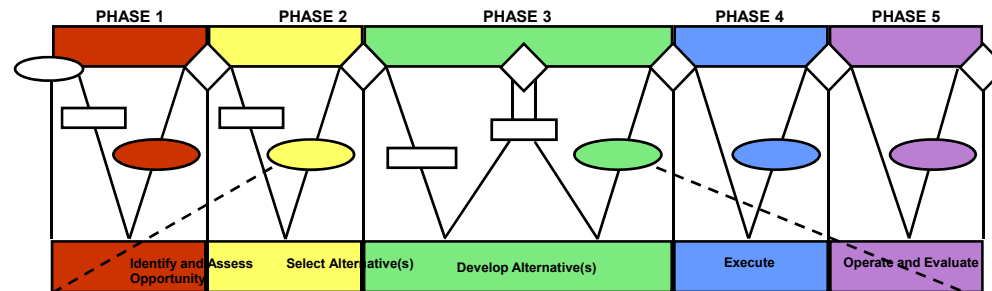 PHASE 1
PHASE 2
PHASE 3
PHASE 4
PHASE 5
Identify and Assess
Opportunity
Select Alternative(s)
Develop Alternative(s)
Execute
Operate and Evaluate